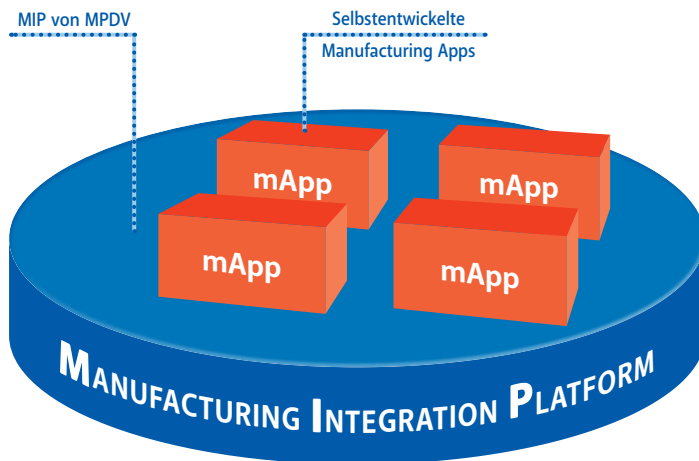 MIP von MPDV
Selbstentwickelte
Manufacturing Apps
mApp
mApp
mApp
mApp
MANUFACTURING INTEGRATION PLATFORM